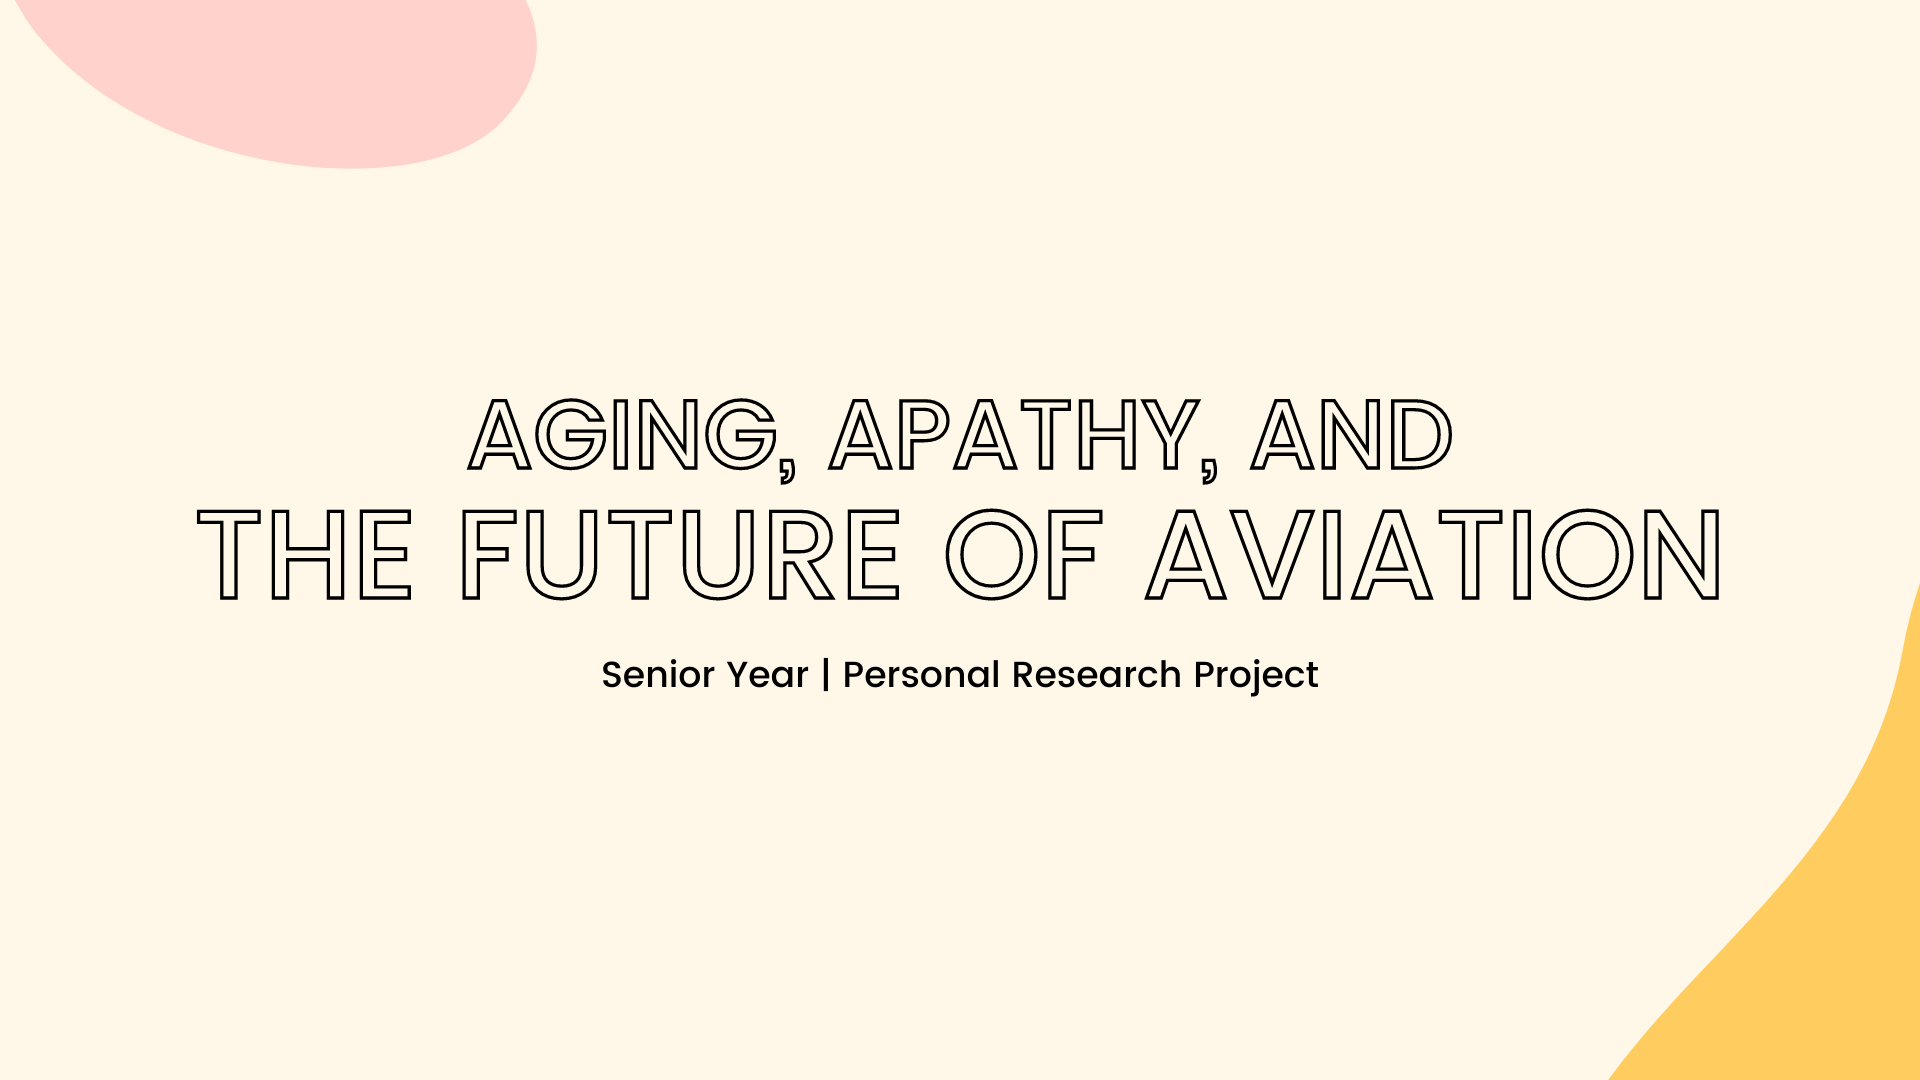 AGING, APATHY, AND
THE FUTURE OF AVIATION
Senior Year | Personal Research Project